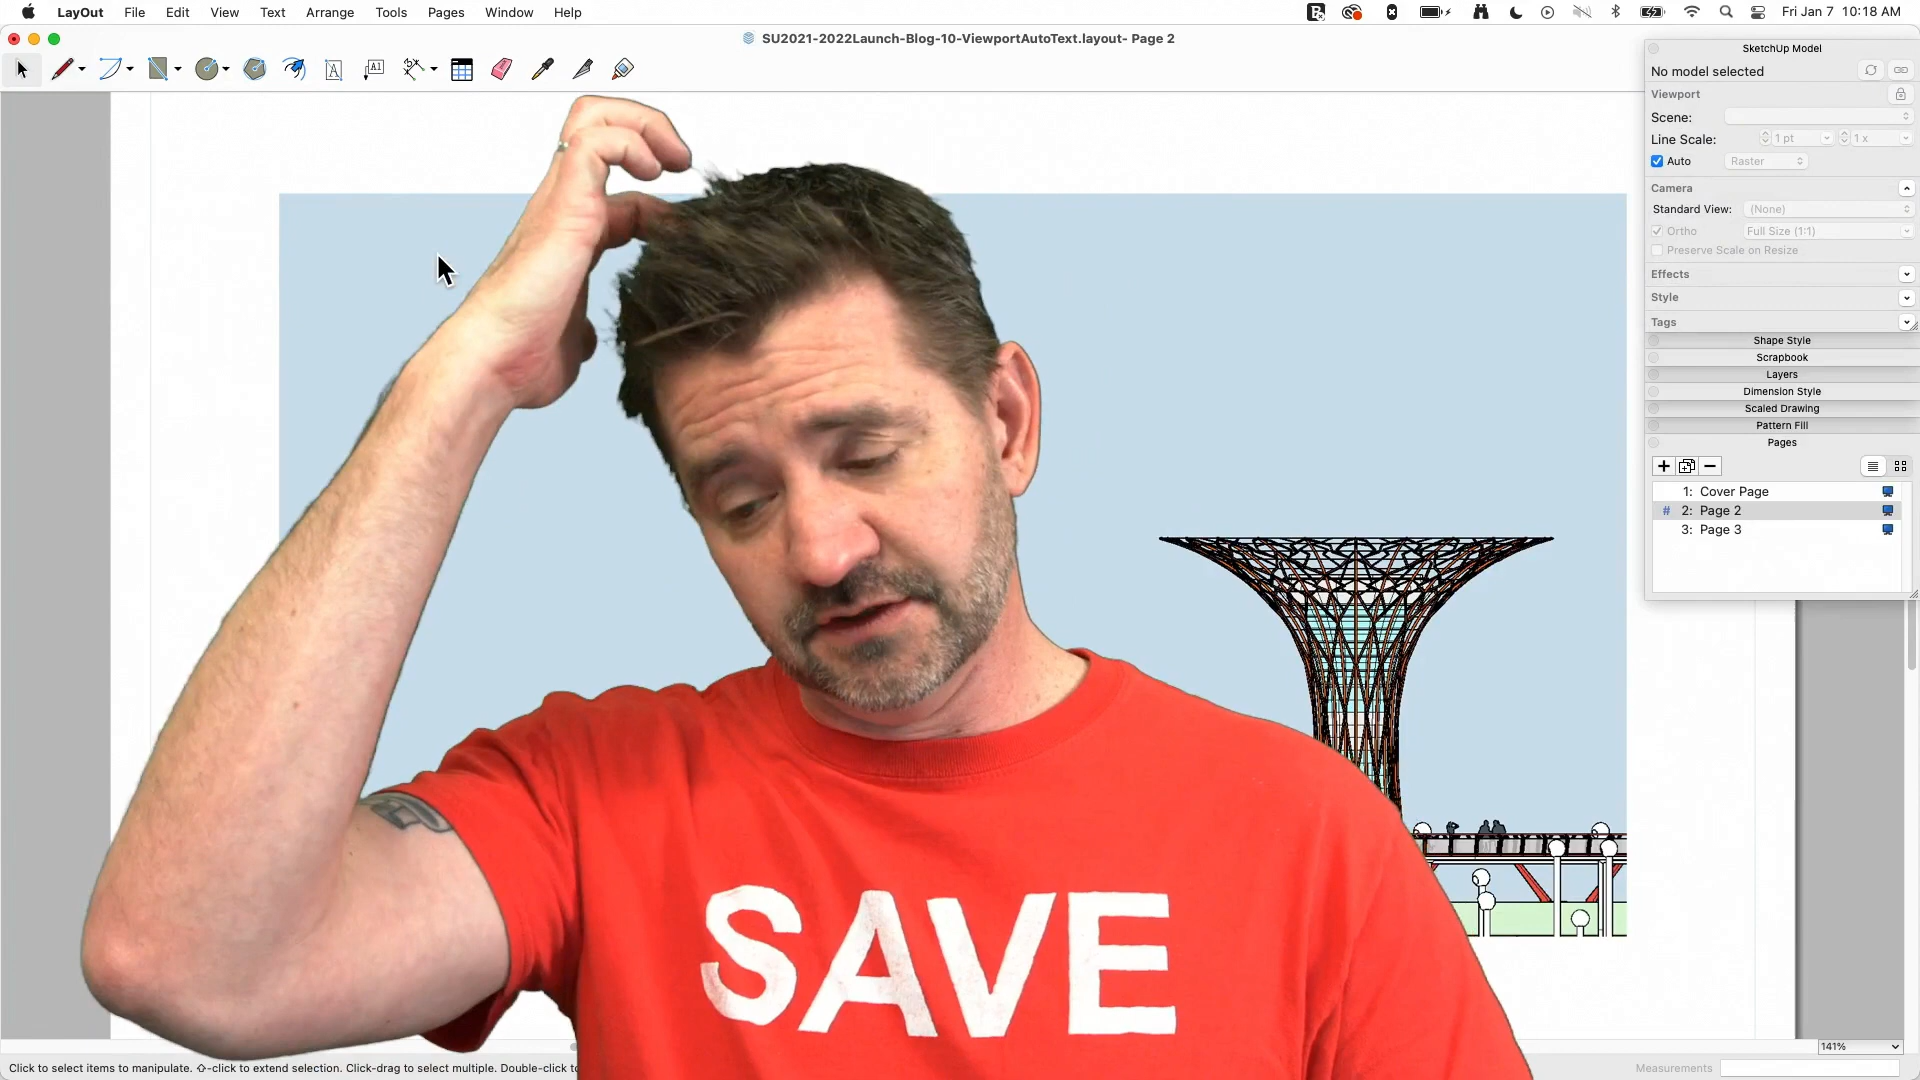 LayOut File Edit View Text Arrange Tools Pages Window Help Fri Jan 7 10:18 AM
SU2021-2022Launch-Blog-10-ViewportAutoText.layout- Page 2
SketchUp Model
No model selected
Viewport
Scene:
Line Scale: 1 pt 1 x
Auto Raster
Camera
Standard View: (None)
Ortho Full Size (1:1)
Preserve Scale on Resize
Effects
Style
Tags
Shape Style
Scrapbook
Layers
Dimension Style
Scaled Drawing
Pattern Fill
Pages
1: Cover Page
# 2: Page 2
3: Page 3
SAVE
141%
Click to select items to manipulate. ⇧-click to extend selection. Click-drag to select multiple. Double-click to
Measurements